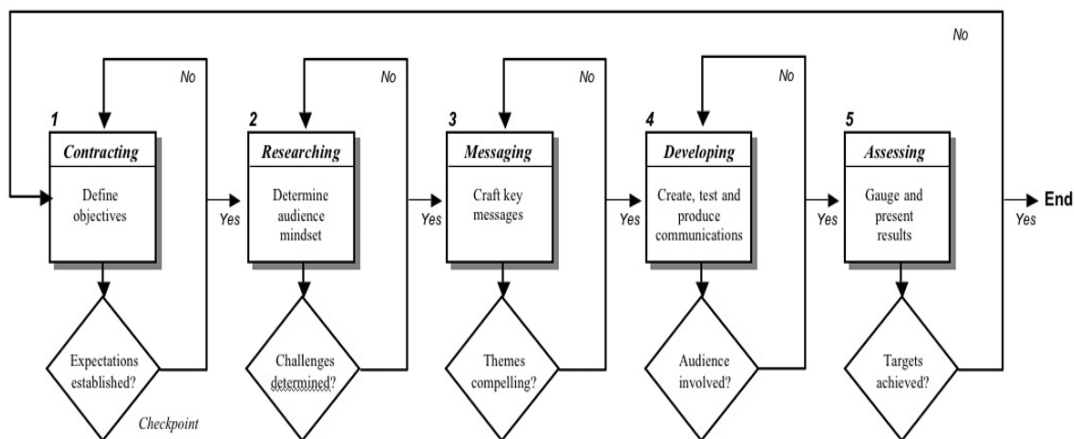 No
No
No
No
No
1
Contracting
Define
objectives
Yes
2
Researching
Determine
audience
mindset
Yes
3
Messaging
Craft key
messages
Yes
4
Developing
Create, test and
produce
communications
Yes
5
Assessing
Gauge and
present
results
Yes
End
Expectations
established?
Checkpoint
Challenges
determined?
Themes
compelling?
Audience
involved?
Targets
achieved?